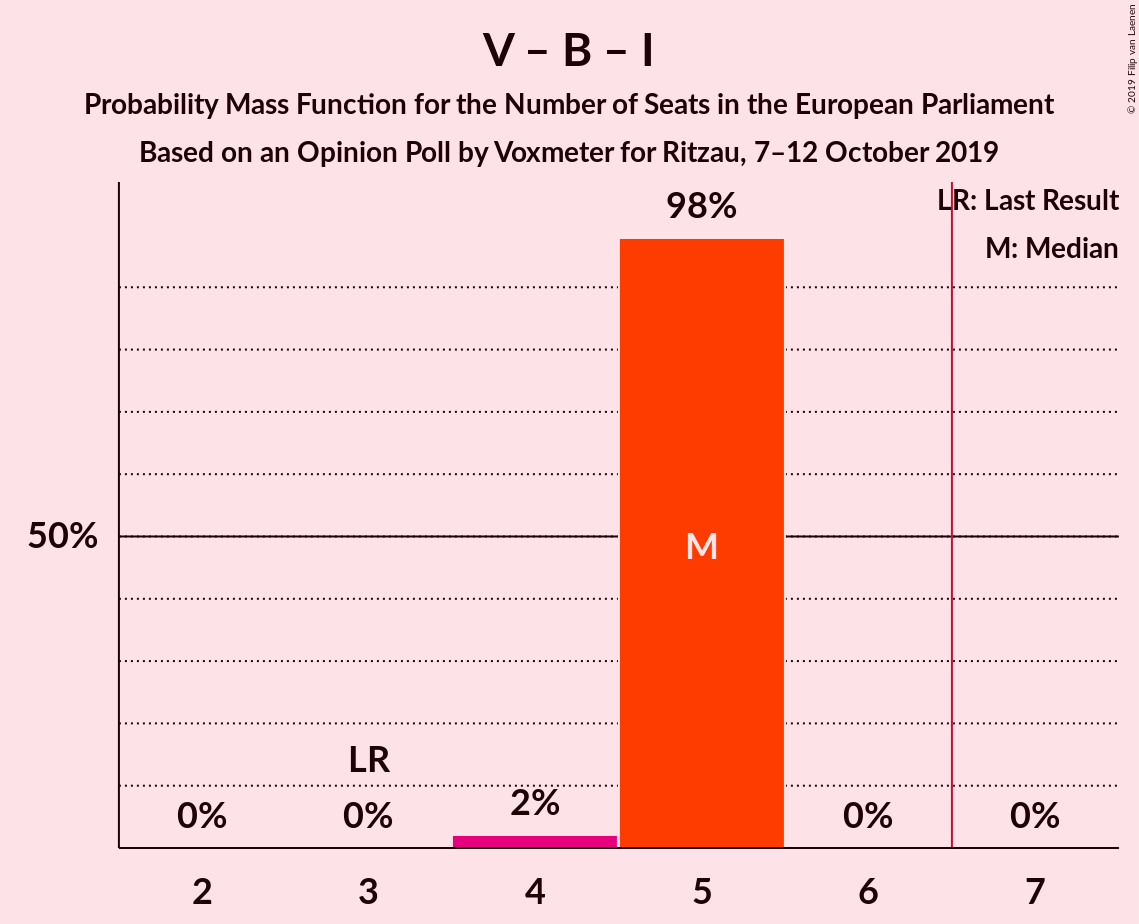 V – B – I
Probability Mass Function for the Number of Seats in the European Parliament
Based on an Opinion Poll by Voxmeter for Ritzau, 7–12 October 2019
© 2019 Filip van Laenen
LR: Last Result
M: Median
98%
50%
M
LR
0%
0%
2%
0%
0%
2
3
4
5
6
7